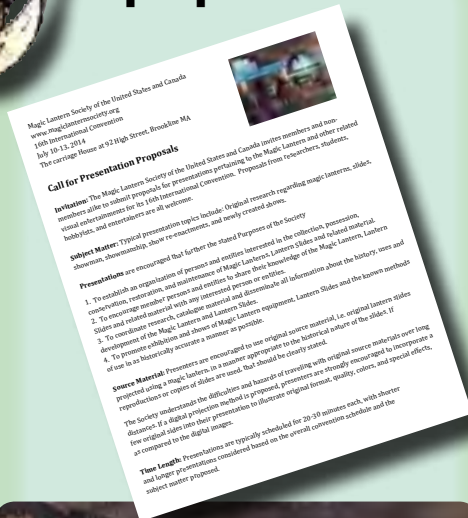 Magic Lantern Society of the United States and Canada
www.magiclanternsociety.org
16th International Convention
July 10-13, 2014
The carriage House at 92 High Street, Brookline MA
Call for Presentation Proposals
Invitation: The Magic Lantern Society of the United States and Canada invites members and non-
members alike to submit proposals for presentations pertaining to the Magic Lantern and other related
visual entertainments for its 16th International Convention. Proposals from researchers, students,
hobbyists, and entertainers are all welcome.
Subject Matter: Typical presentation topics include: Original research regarding magic lanterns, slides,
showman, showmanship, show re-enactments, and newly created shows.
Presentations are encouraged that further the stated Purposes of the Society
1. To establish an organization of persons and entities interested in the collection, possession,
conservation, restoration, and maintenance of Magic Lanterns, Lantern Slides and related material.
2. To encourage member persons and entities to share their knowledge of the Magic Lantern, Lantern
Slides and related material with any interested person or entities.
3. To coordinate research, catalogue material and disseminate all information about the history, uses and
development of the Magic Lantern and Lantern Slides.
4. To promote exhibition and shows of Magic Lantern equipment, Lantern Slides and the known methods
of use in as historically accurate a manner as possible.
Source Material: Presenters are encouraged to use original source material, i.e. original lantern slides
projected using a magic lantern, in a manner appropriate to the historical nature of the slides. If
reproductions or copies of slides are used, that should be clearly stated.
The Society understands the difficulties and hazards of traveling with original source materials over long
distances. If a digital projection method is proposed, presenters are strongly encouraged to incorporate a
few original sides into their presentation to illustrate original format, quality, colors, and special effects,
as compared to the digital images.
Time Length: Presentations are typically scheduled for 20-30 minutes each, with shorter
and longer presentations considered based on the overall convention schedule and the
subject matter proposed.